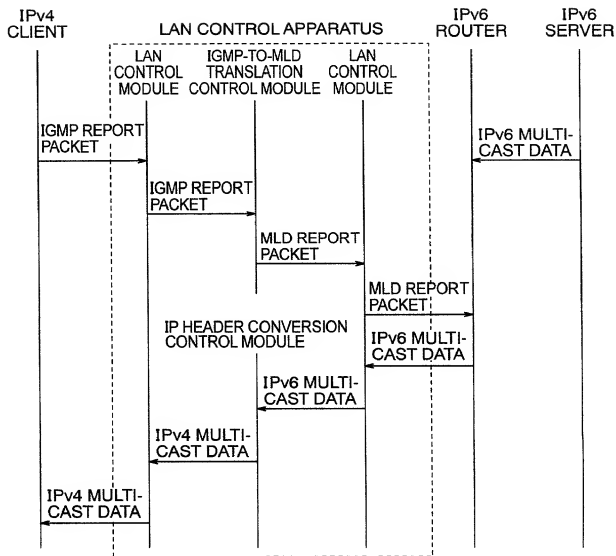 IPv4
CLIENT
LAN CONTROL APPARATUS
IPv6
ROUTER
IPv6
SERVER
LAN
CONTROL
MODULE
IGMP-TO-MLD
TRANSLATION
CONTROL MODULE
LAN
CONTROL
MODULE
IGMP REPORT
PACKET
IPv6 MULTI-
CAST DATA
IGMP REPORT
PACKET
MLD REPORT
PACKET
MLD REPORT
PACKET
IP HEADER CONVERSION
CONTROL MODULE
IPv6 MULTI-
CAST DATA
IPv6 MULTI-
CAST DATA
IPv4 MULTI-
CAST DATA
IPv4 MULTI-
CAST DATA